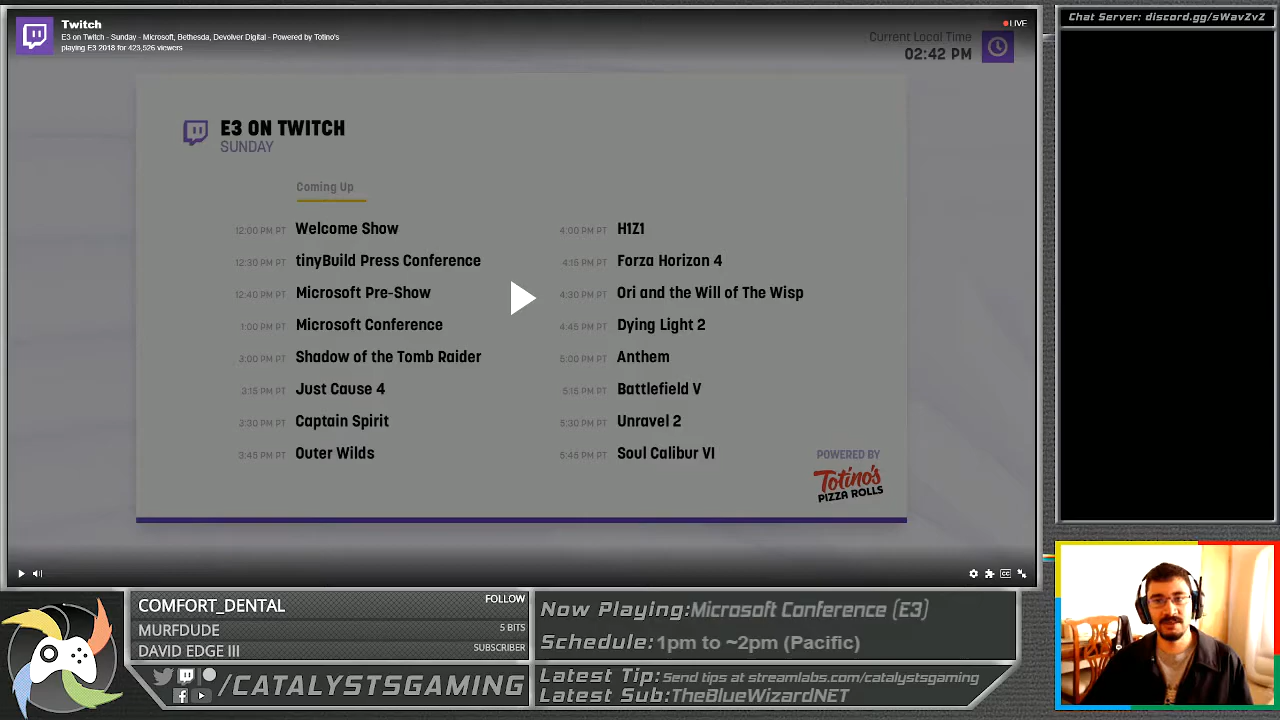 Twitch
E3 on Twitch - Sunday - Microsoft, Bethesda, Devolver Digital - Powered by Totino's
playing E3 2018 for 423,526 viewers
LIVE
Current Local Time
02:42 PM
E3 ON TWITCH
SUNDAY
Coming Up
12:00 PM PT Welcome Show
12:30 PM PT tinyBuild Press Conference
12:40 PM PT Microsoft Pre-Show
1:00 PM PT Microsoft Conference
3:00 PM PT Shadow of the Tomb Raider
3:15 PM PT Just Cause 4
3:30 PM PT Captain Spirit
3:45 PM PT Outer Wilds
4:00 PM PT H1Z1
4:15 PM PT Forza Horizon 4
4:30 PM PT Ori and the Will of The Wisp
4:45 PM PT Dying Light 2
5:00 PM PT Anthem
5:15 PM PT Battlefield V
5:30 PM PT Unravel 2
5:45 PM PT Soul Calibur VI
POWERED BY
Totino's
PIZZA ROLLS
CC
Chat Server: discord.gg/sWavZvZ
COMFORT_DENTAL FOLLOW
MURFDUDE 5 BITS
DAVID EDGE III SUBSCRIBER
/CATALYSTSGAMING
Now Playing: Microsoft Conference (E3)
Schedule: 1pm to ~2pm (Pacific)
Latest Tip: Send tips at streamlabs.com/catalystsgaming
Latest Sub: TheBlueWizardNET